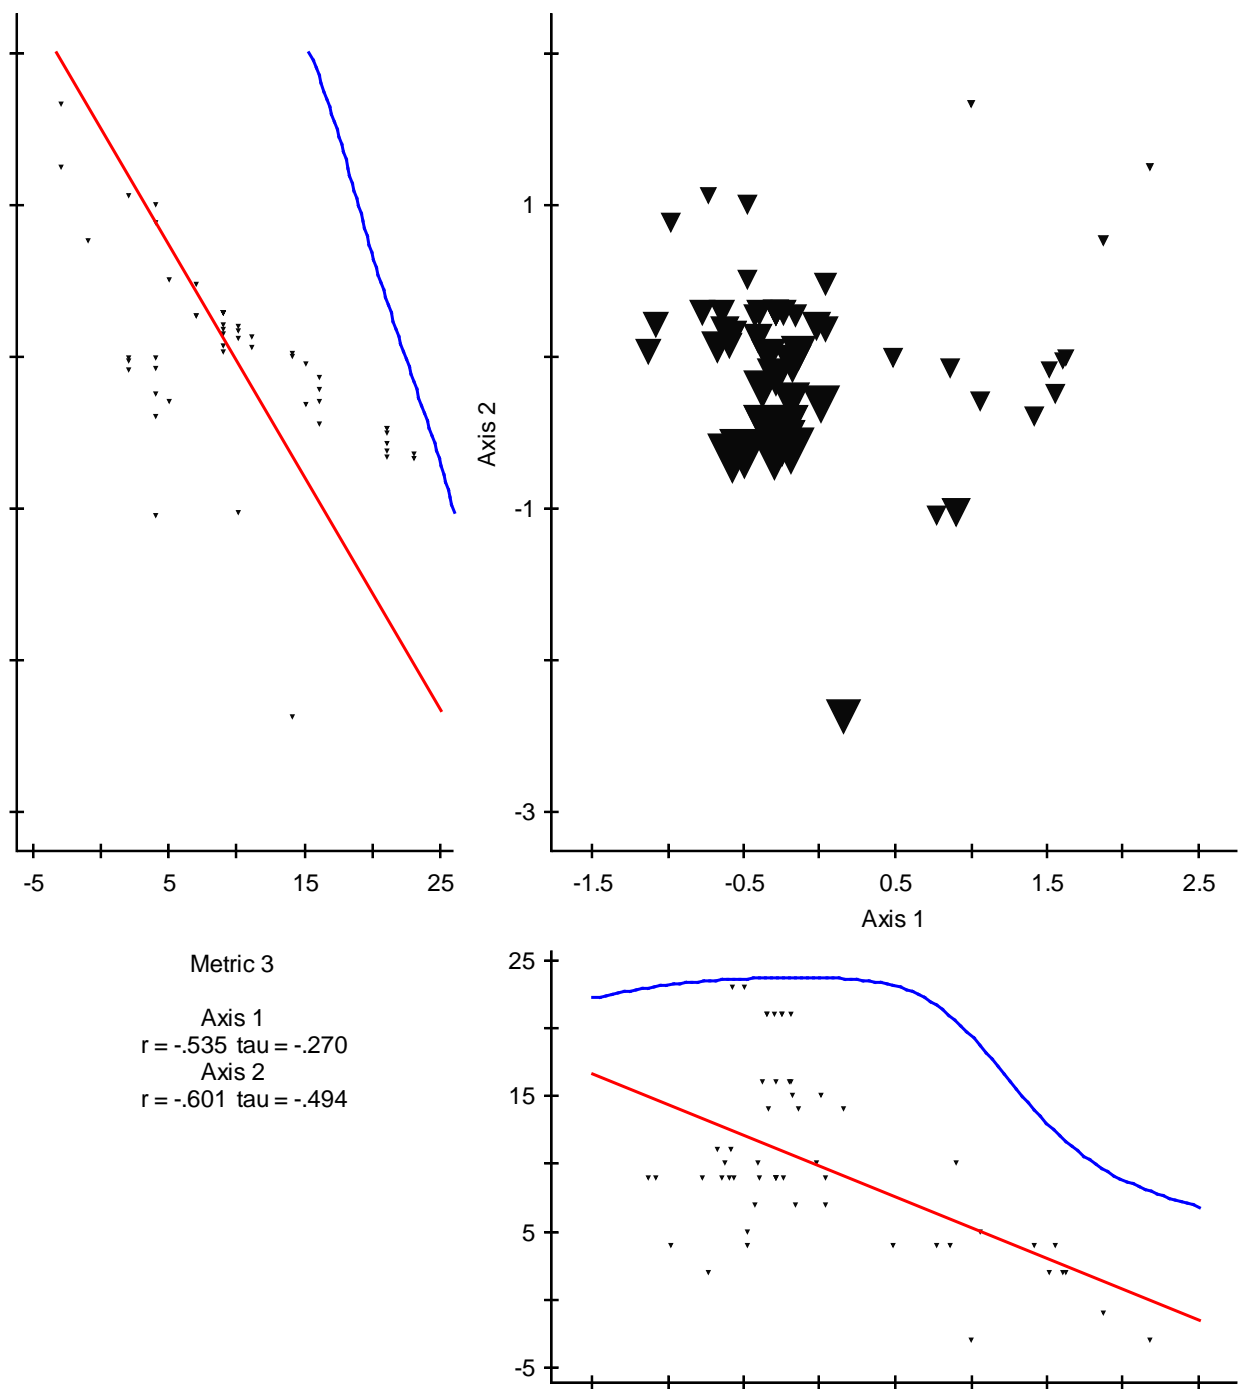 1
Axis 2
-1
-3
-5 5 15 25
-1.5 -0.5 0.5 1.5 2.5
Axis 1
Metric 3
Axis 1
r = -.535 tau = -.270
Axis 2
r = -.601 tau = -.494
25
15
5
-5